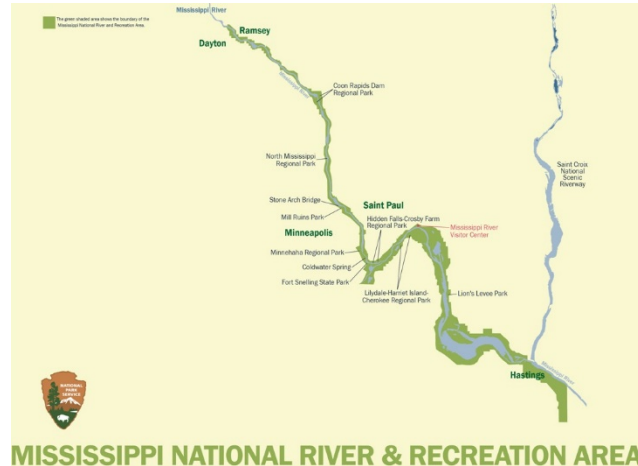 Mississippi River
The green shaded area shows the boundary of the
Mississippi National River and Recreation Area.
Ramsey
Dayton
Mississippi River
Coon Rapids Dam
Regional Park
North Mississippi
Regional Park
Saint Croix
National
Scenic
Riverway
Stone Arch Bridge
Saint Paul
Mill Ruins Park
Hidden Falls-Crosby Farm
Regional Park
Mississippi River
Visitor Center
Minneapolis
Minnehaha Regional Park
Coldwater Spring
Fort Snelling State Park
Lilydale-Harriet Island-
Cherokee Regional Park
Lion's Levee Park
Mississippi River
Hastings
NATIONAL
PARK
SERVICE
MISSISSIPPI NATIONAL RIVER & RECREATION AREA